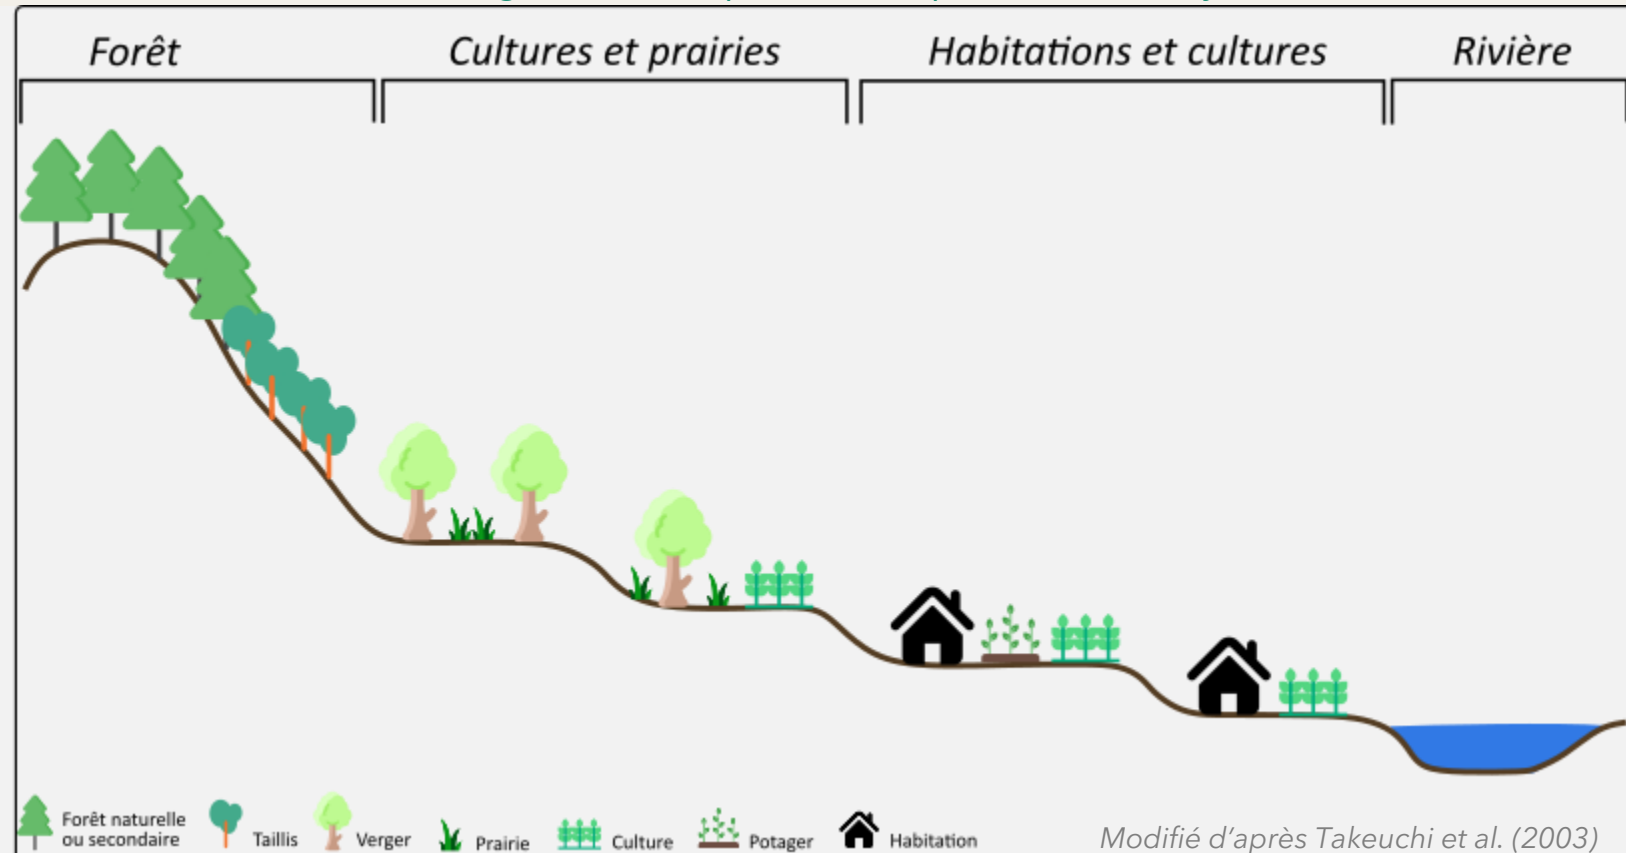 Forêt
Cultures et prairies
Habitations et cultures
Rivière
Forêt naturelle
ou secondaire
Taillis
Verger
Prairie
Culture
Potager
Habitation
Modifié d’après Takeuchi et al. (2003)